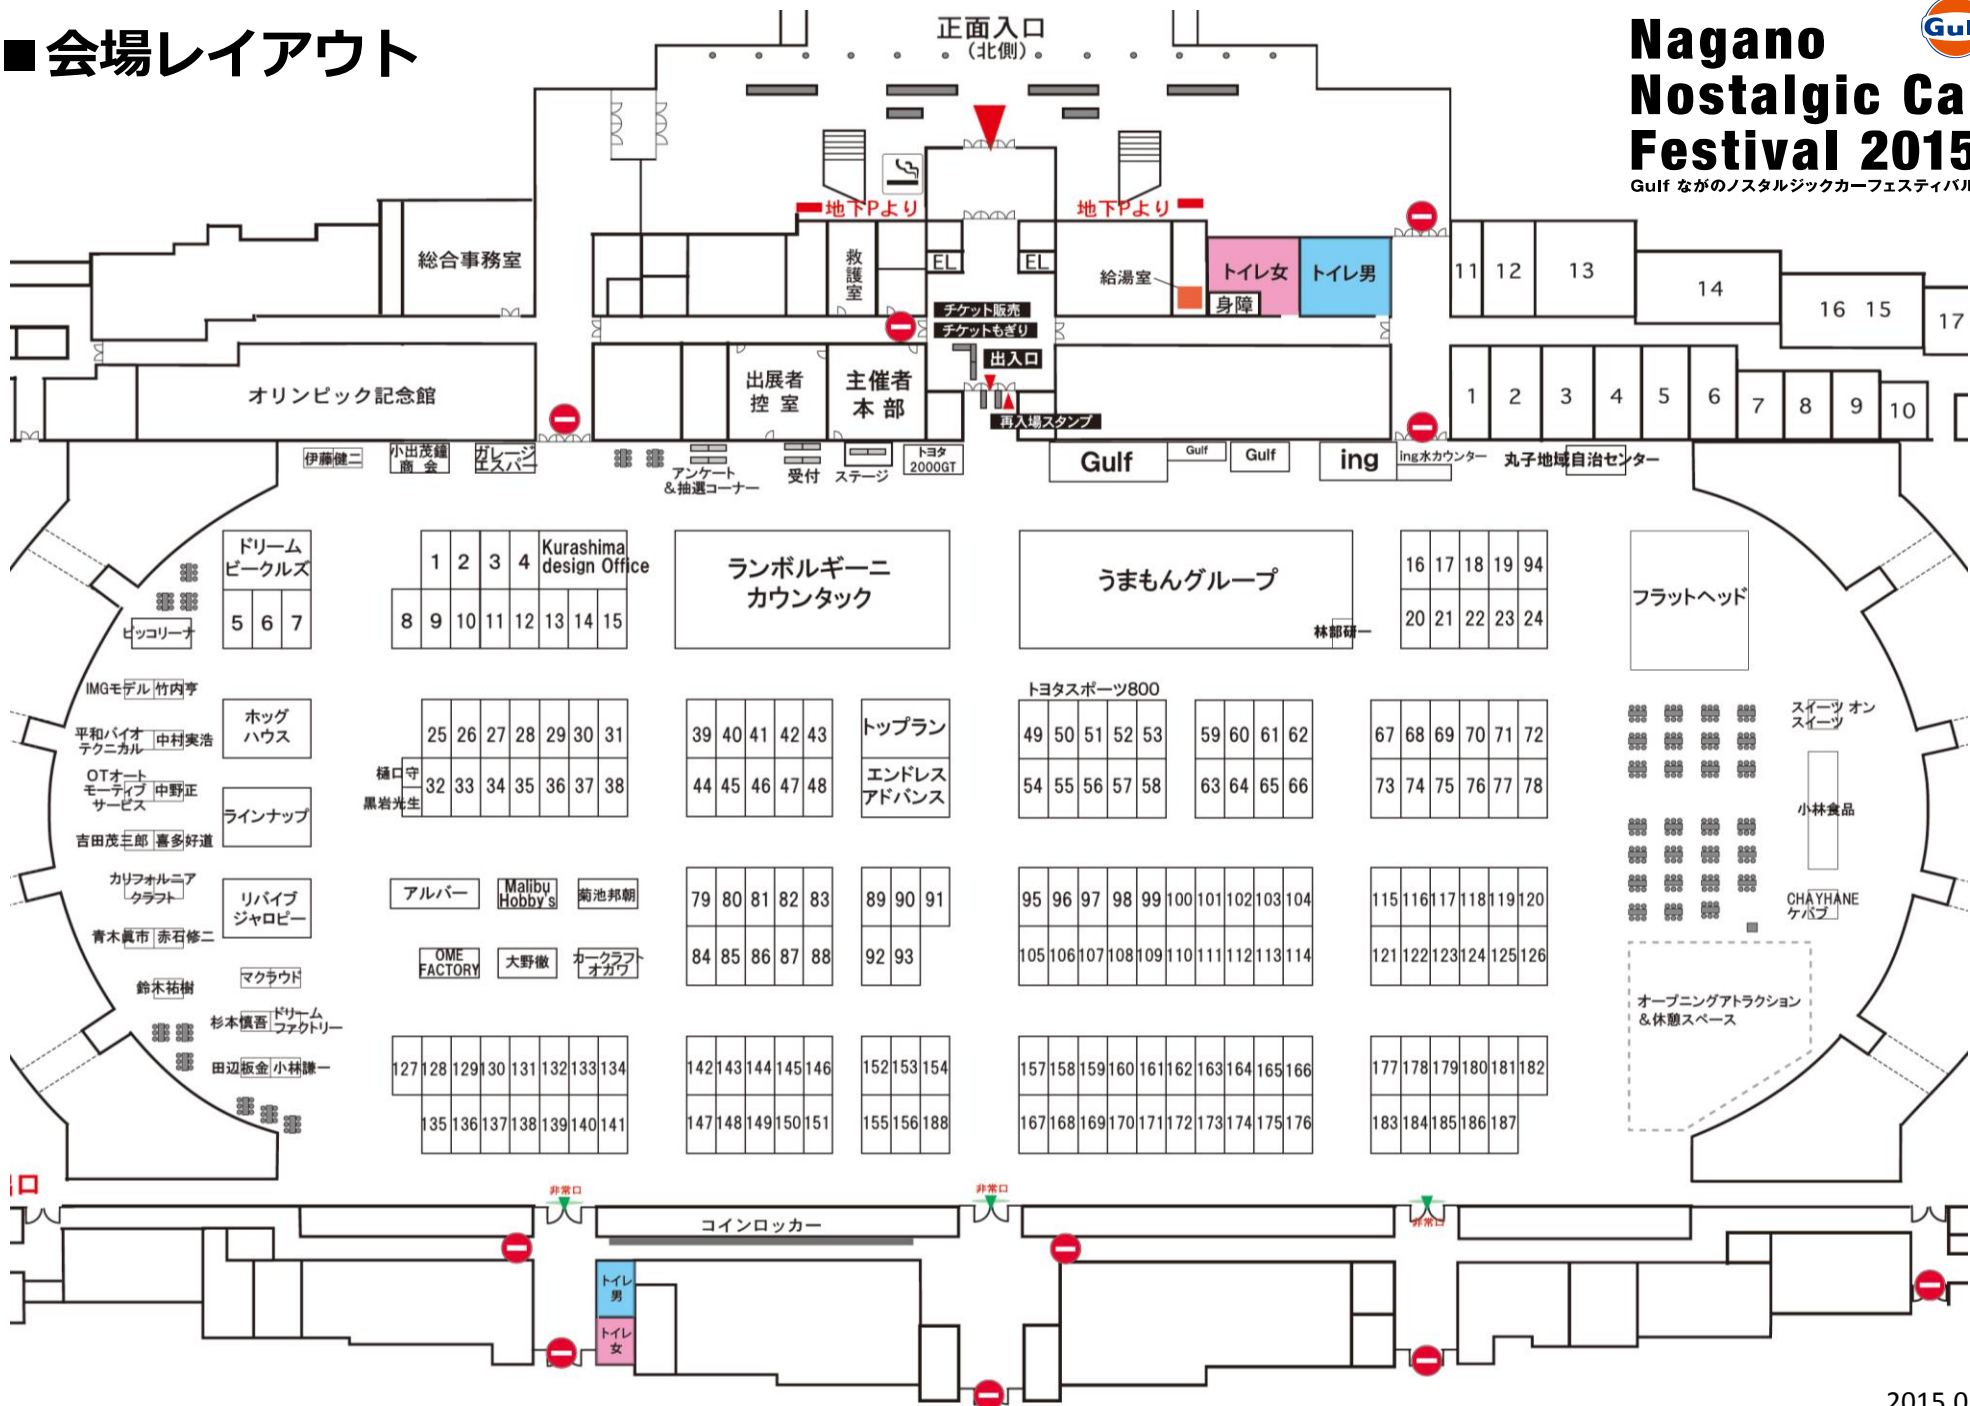 ■会場レイアウト
正面入口
(北側)
Nagano
Nostalgic Ca
Festival 2015
Gulf ながのノスタルジックカーフェスティバル
Gul
地下Pより
地下Pより
総合事務室
救護室
EL
EL
給湯室
トイレ女
トイレ男
身障
11 12 13 14 16 15 17
チケット販売
チケットもぎり
出入口
再入場スタンプ
オリンピック記念館
出展者
控室
主催者
本部
1 2 3 4 5 6 7 8 9 10
伊藤健二
小出茂鐘
商会
ガレージ
エスパー
アンケート
&抽選コーナー
受付
ステージ
トヨタ
2000GT
Gulf
Gulf
Gulf
ing
ing水カウンター
丸子地域自治センター
ドリーム
ビークルズ
5 6 7
1 2 3 4
Kurashima
design Office
8 9 10 11 12 13 14 15
ランボルギーニ
カウンタック
うまもんグループ
林部研一
16 17 18 19 94
20 21 22 23 24
フラットヘッド
ピッコリーナ
IMGモデル 竹内亨
平和バイオ
テクニカル
中村実浩
OTオート
モーティブ
サービス
中野正
吉田茂三郎 喜多好道
カリフォルニア
クラフト
青木眞市 赤石修二
鈴木祐樹
ホッグ
ハウス
ラインナップ
リバイブ
ジャロピー
マクラウド
杉本慎吾
ドリーム
ファクトリー
田辺板金 小林謙一
25 26 27 28 29 30 31
樋口守
黒岩光生
32 33 34 35 36 37 38
39 40 41 42 43
44 45 46 47 48
トップラン
エンドレス
アドバンス
トヨタスポーツ800
49 50 51 52 53
54 55 56 57 58
59 60 61 62
63 64 65 66
67 68 69 70 71 72
73 74 75 76 77 78
スイーツ オン
スイーツ
小林食品
CHAYHANE
ケバブ
アルバー
Malibu
Hobby's
菊池邦朝
OME
FACTORY
大野徹
カークラフト
オガワ
79 80 81 82 83
84 85 86 87 88
89 90 91
92 93
95 96 97 98 99 100 101 102 103 104
105 106 107 108 109 110 111 112 113 114
115 116 117 118 119 120
121 122 123 124 125 126
オープニングアトラクション
&休憩スペース
127 128 129 130 131 132 133 134
135 136 137 138 139 140 141
142 143 144 145 146
147 148 149 150 151
152 153 154
155 156 188
157 158 159 160 161 162 163 164 165 166
167 168 169 170 171 172 173 174 175 176
177 178 179 180 181 182
183 184 185 186 187
口
非常口
非常口
非常口
コインロッカー
トイレ
男
トイレ
女
2015.0